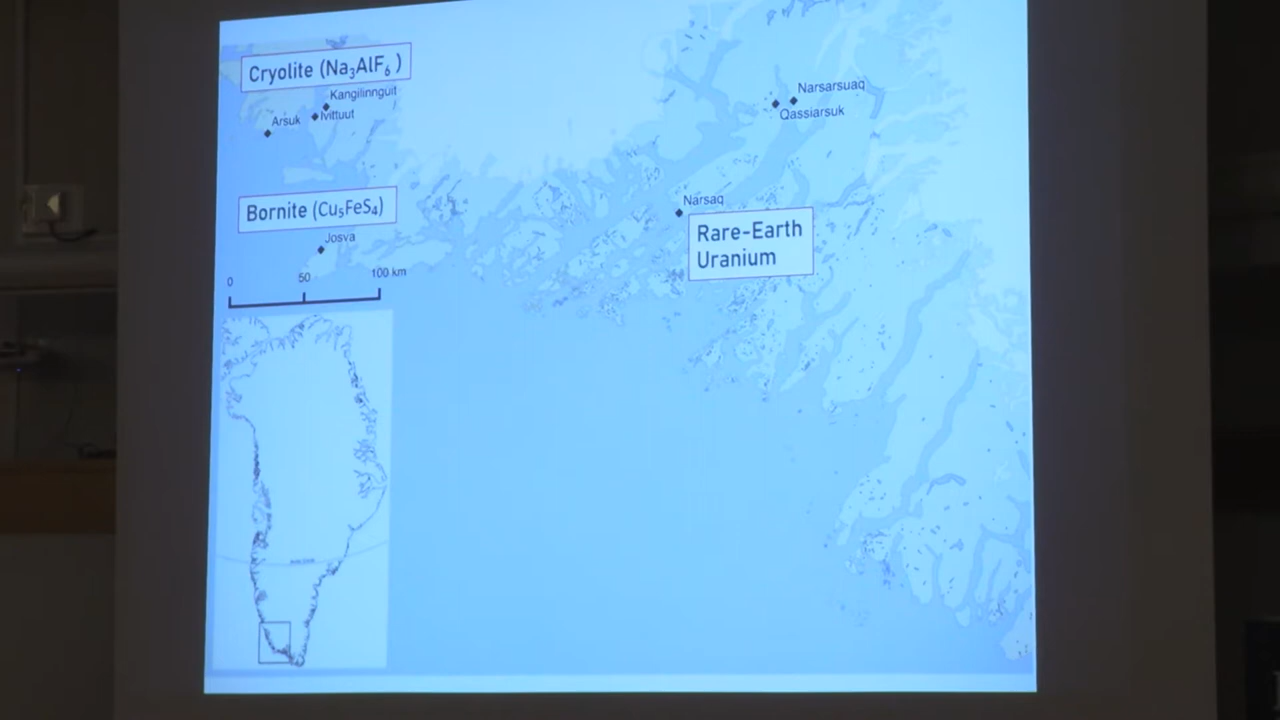 Cryolite (Na₃AlF₆)
Kangilinnguit
Ivittuut
Arsuk
Narsarsuaq
Qassiarsuk
Bornite (Cu₅FeS₄)
Josva
Narsaq
Rare-Earth
Uranium
0 50 100 km